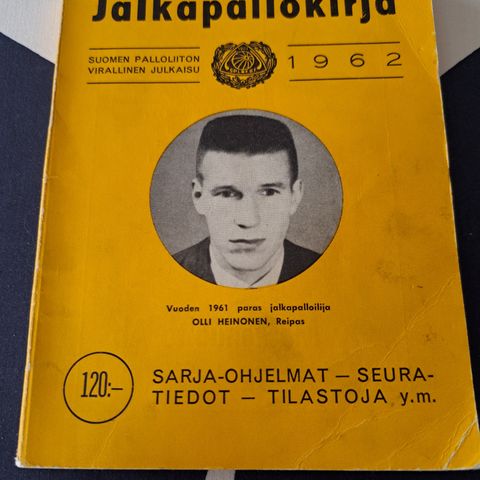 Jalkapallokirja
SUOMEN PALLOLIITON
VIRALLINEN JULKAISU
1962
Vuoden 1961 paras jalkapalloilija
OLLI HEINONEN, Reipas
120:-
SARJA-OHJELMAT — SEURA-
TIEDOT — TILASTOJA y.m.